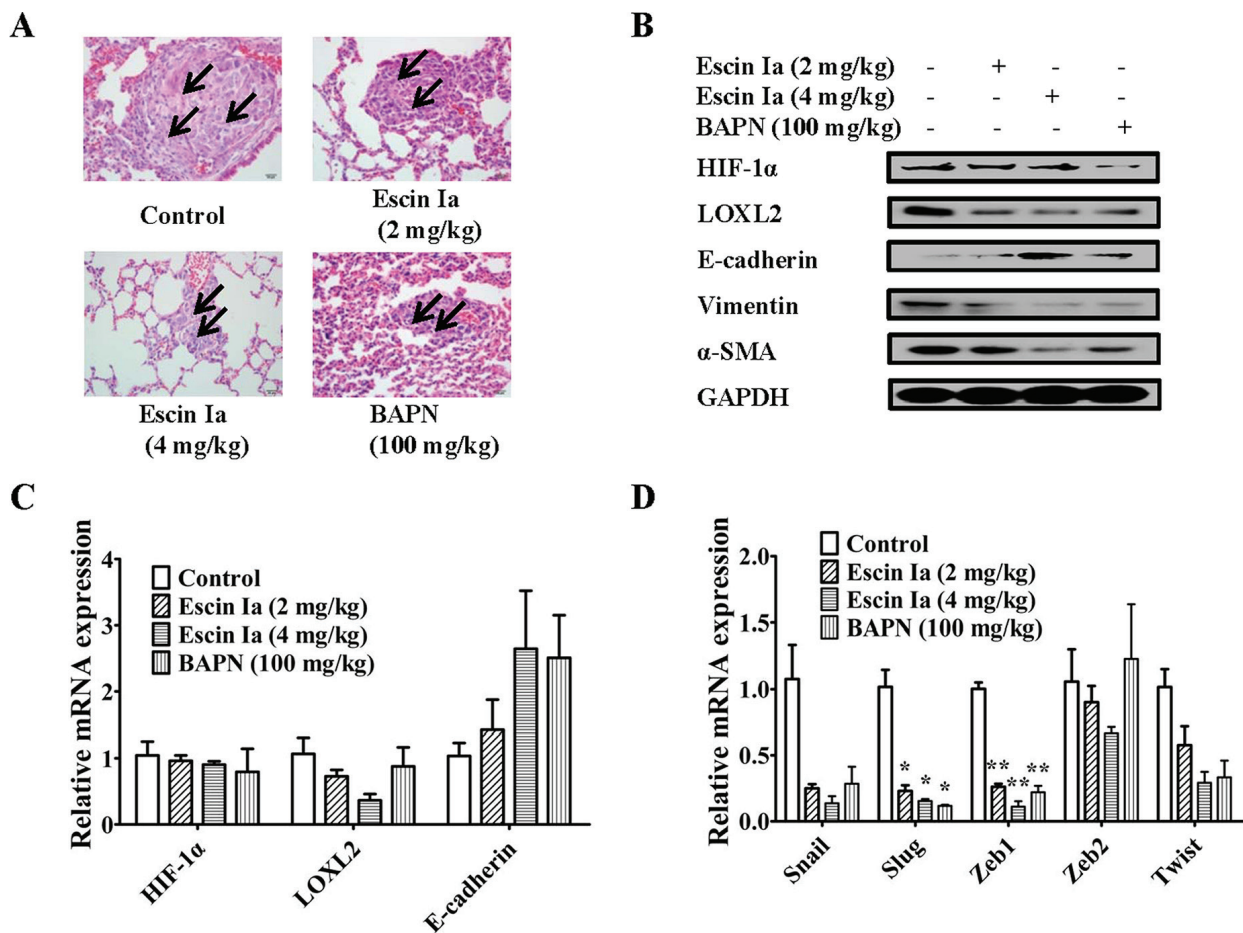 A
Control
Escin Ia
(2 mg/kg)
Escin Ia
(4 mg/kg)
BAPN
(100 mg/kg)
B
Escin Ia (2 mg/kg) - + - -
Escin Ia (4 mg/kg) - - + -
BAPN (100 mg/kg) - - - +
HIF-1α
LOXL2
E-cadherin
Vimentin
α-SMA
GAPDH
C
Relative mRNA expression
4
3
2
1
0
Control
Escin Ia (2 mg/kg)
Escin Ia (4 mg/kg)
BAPN (100 mg/kg)
HIF-1α
LOXL2
E-cadherin
D
Relative mRNA expression
2.0
1.5
1.0
0.5
0.0
Control
Escin Ia (2 mg/kg)
Escin Ia (4 mg/kg)
BAPN (100 mg/kg)
* * *
** ** **
Snail
Slug
Zeb1
Zeb2
Twist